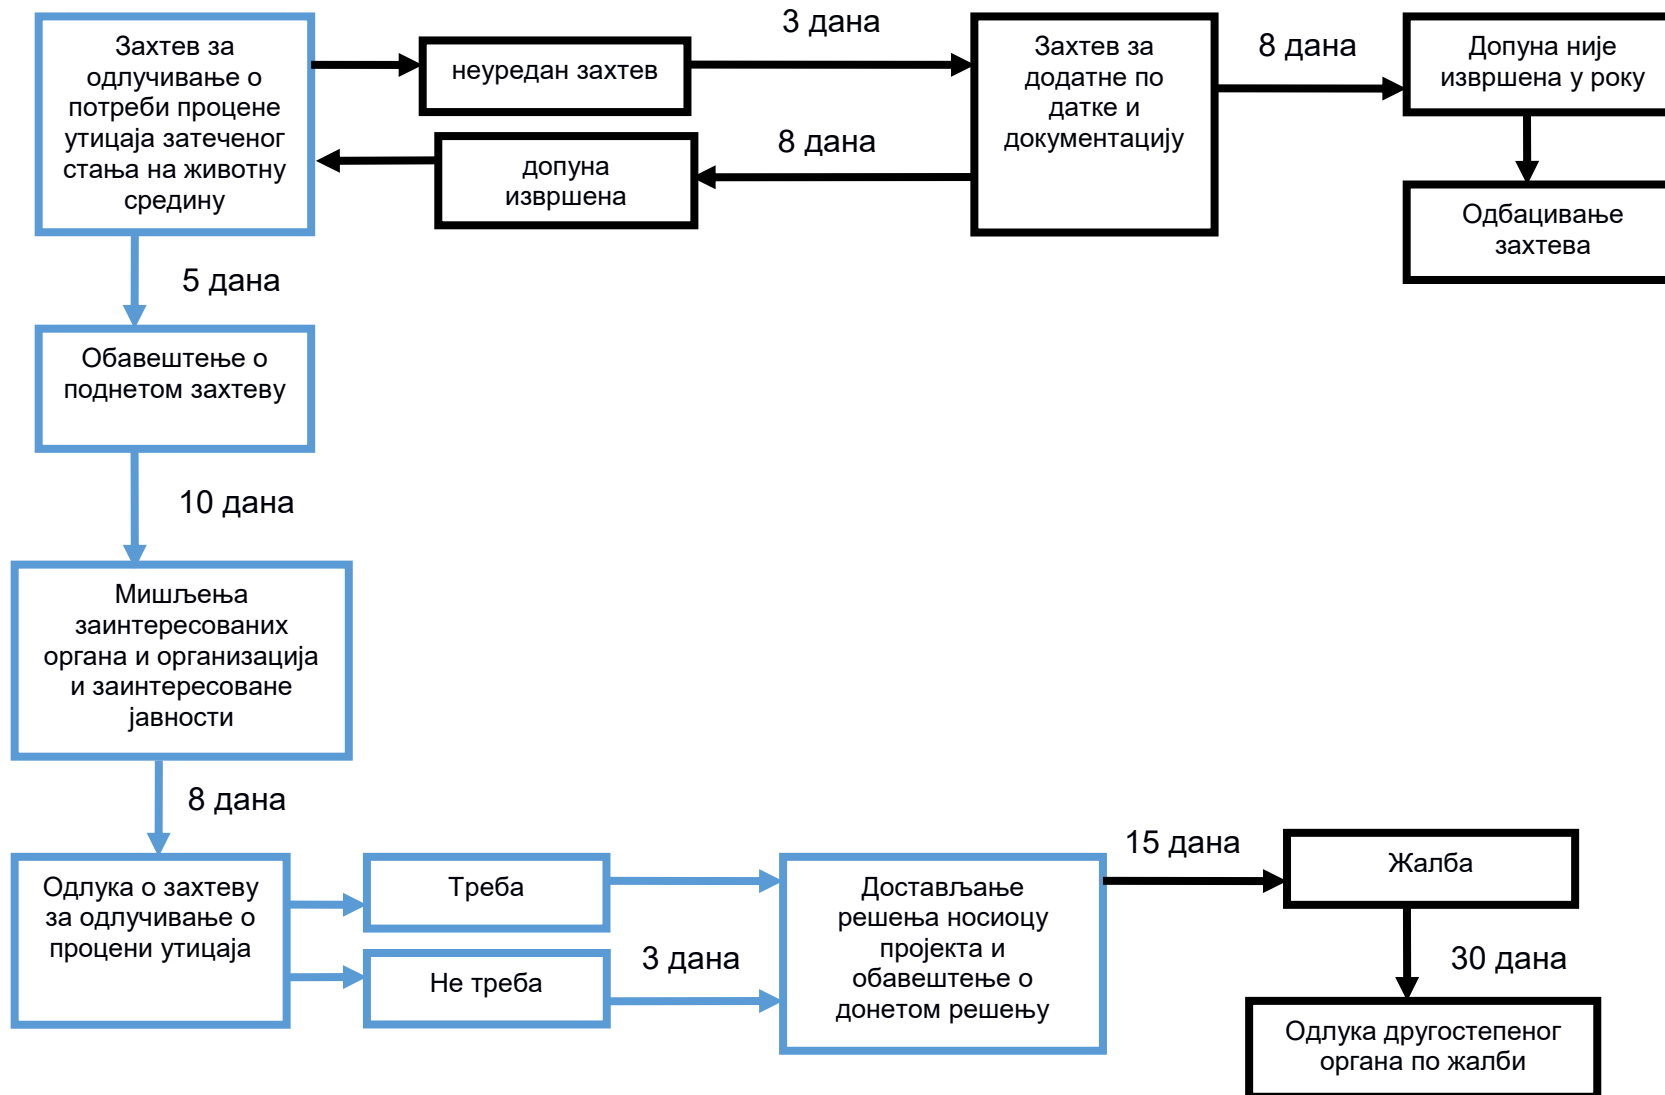 Захтев за
одлучивање о
потреби процене
утицаја затеченог
стања на животну
средину
неуредан захтев
3 дана
Захтев за
додатне по
датке и
документацију
8 дана
Допуна није
извршена у року
допуна
извршена
8 дана
Одбацивање
захтева
5 дана
Обавештење о
поднетом захтеву
10 дана
Мишљења
заинтересованих
органа и организација
и заинтересоване
јавности
8 дана
Одлука о захтеву
за одлучивање о
процени утицаја
Треба
Не треба
3 дана
Достављање
решења носиоцу
пројекта и
обавештење о
донетом решењу
15 дана
Жалба
30 дана
Одлука другостепеног
органа по жалби